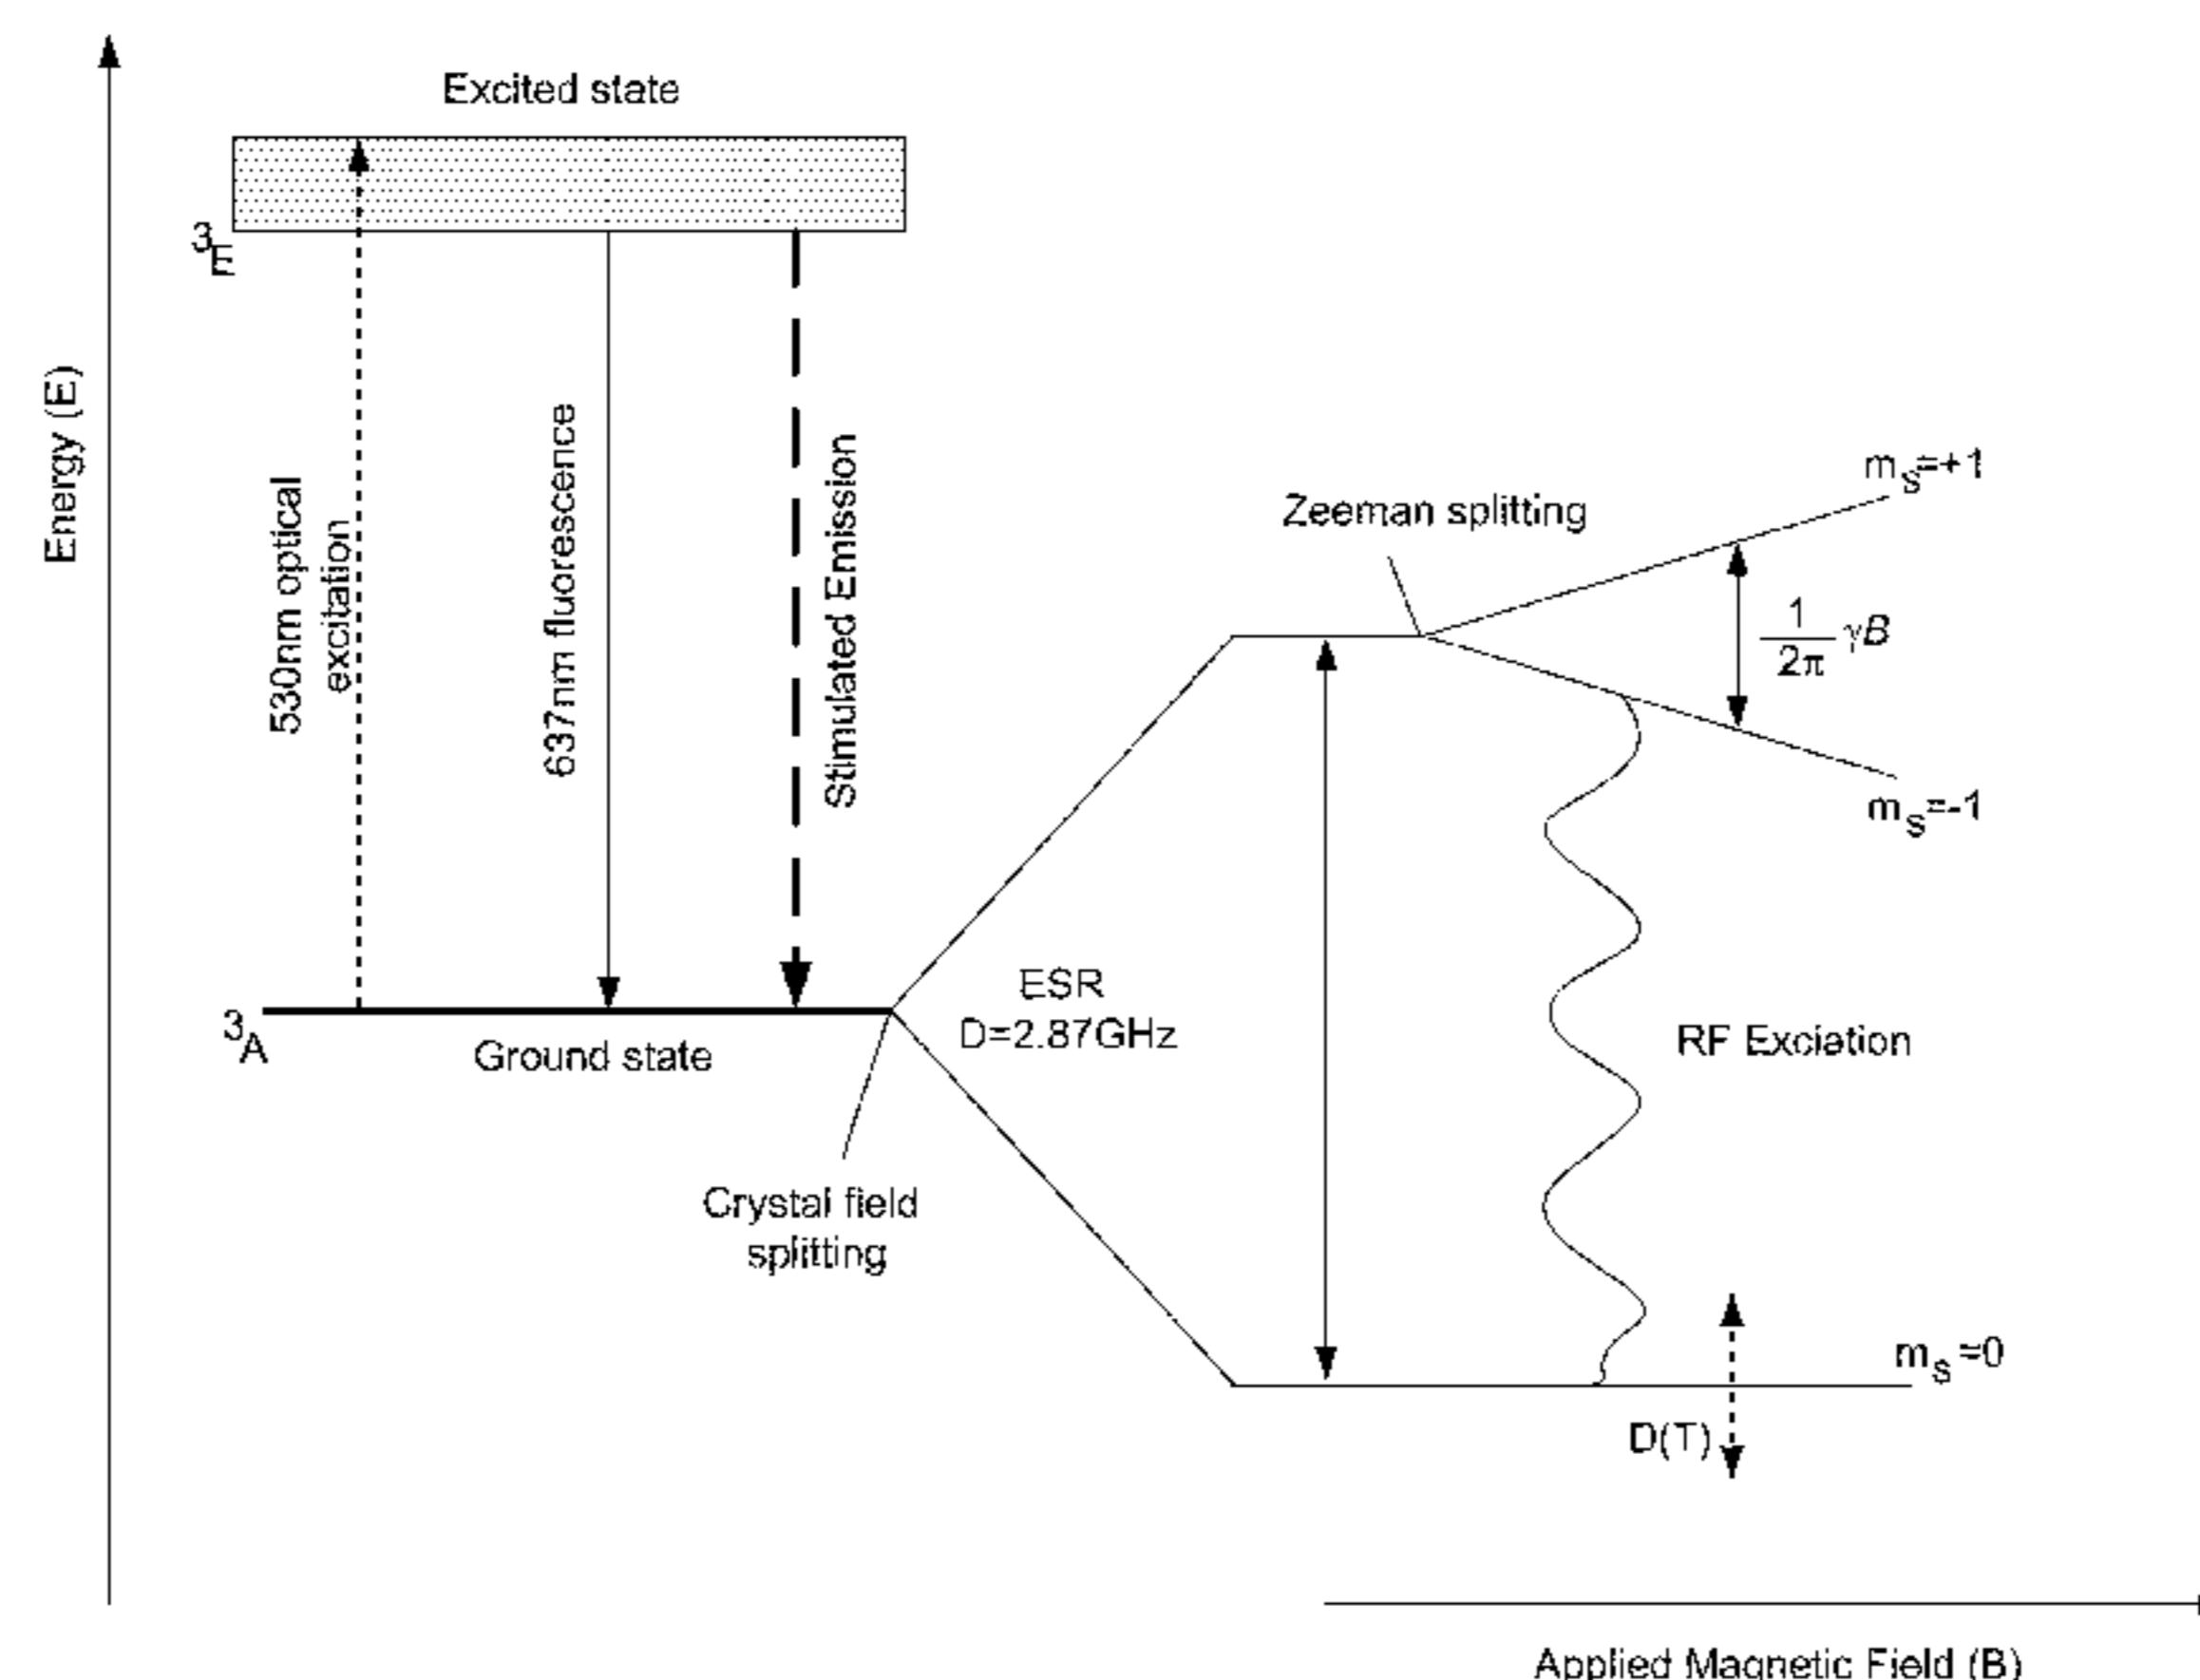 Excited state
3E
Energy (E)
530nm optical
excitation
637nm fluorescence
Stimulated Emission
3A
Ground state
Crystal field
splitting
ESR
D=2.87GHz
Zeeman splitting
ms=+1
1
2π
γB
ms=-1
RF Exciation
ms=0
D(T)
Applied Magnetic Field (B)